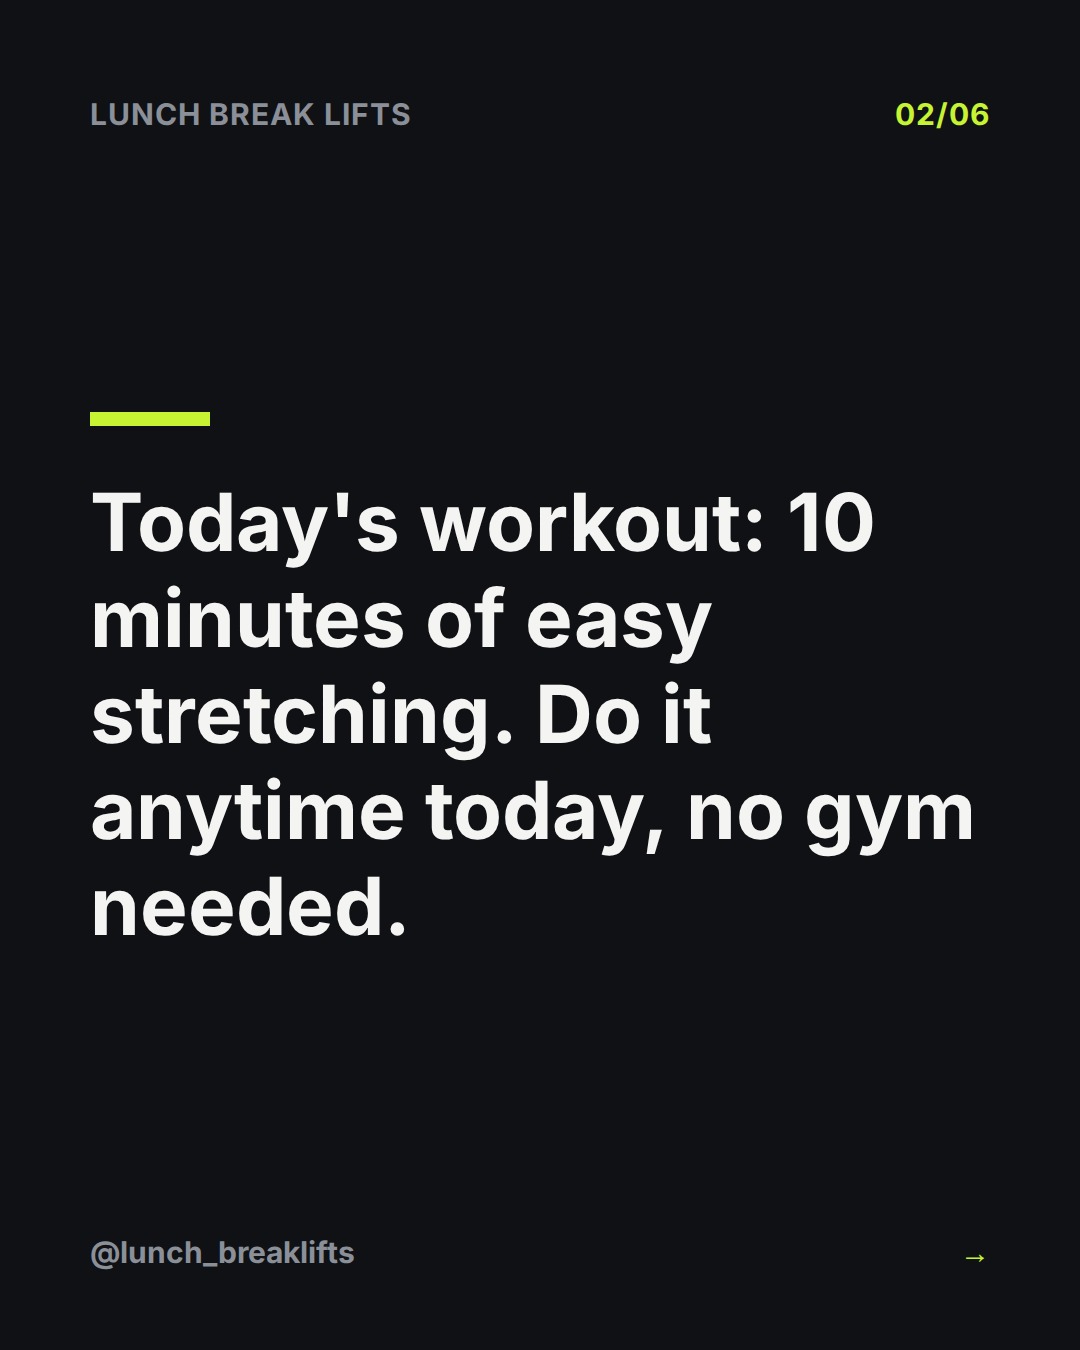 LUNCH BREAK LIFTS
02/06
Today's workout: 10
minutes of easy
stretching. Do it
anytime today, no gym
needed.
@lunch_breaklifts
→